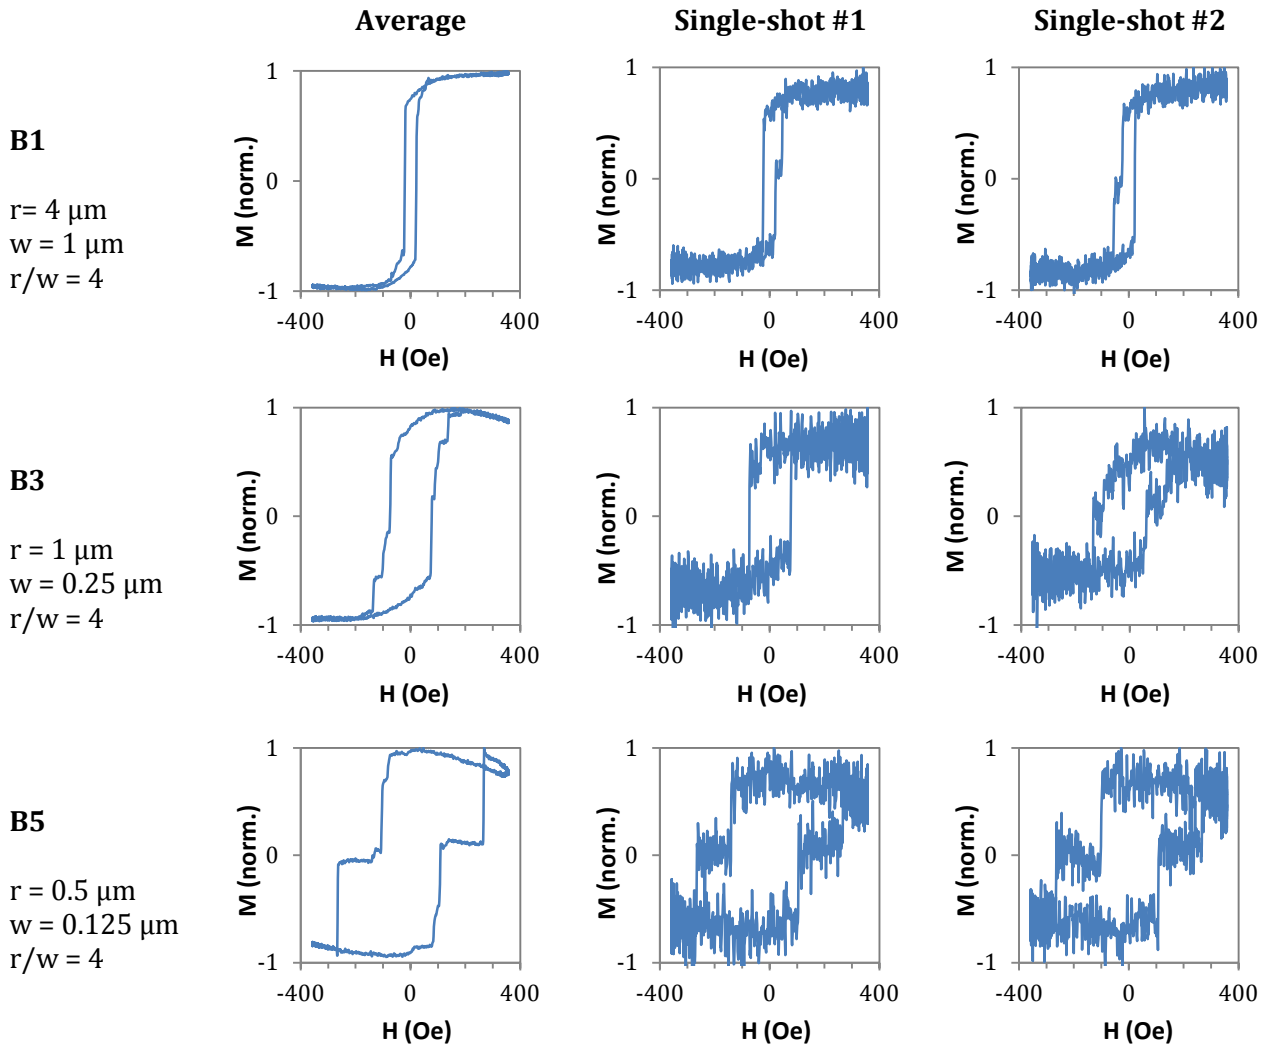 Average
Single-shot #1
Single-shot #2
B1
r= 4 µm
w = 1 µm
r/w = 4
M (norm.)
1
0
-1
-400
0
400
H (Oe)
M (norm.)
1
0
-1
-400
0
400
H (Oe)
M (norm.)
1
0
-1
-400
0
400
H (Oe)
B3
r = 1 µm
w = 0.25 µm
r/w = 4
M (norm.)
1
0
-1
-400
0
400
H (Oe)
M (norm.)
1
0
-1
-400
0
400
H (Oe)
M (norm.)
1
0
-1
-400
0
400
H (Oe)
B5
r = 0.5 µm
w = 0.125 µm
r/w = 4
M (norm.)
1
0
-1
-400
0
400
H (Oe)
M (norm.)
1
0
-1
-400
0
400
H (Oe)
M (norm.)
1
0
-1
-400
0
400
H (Oe)